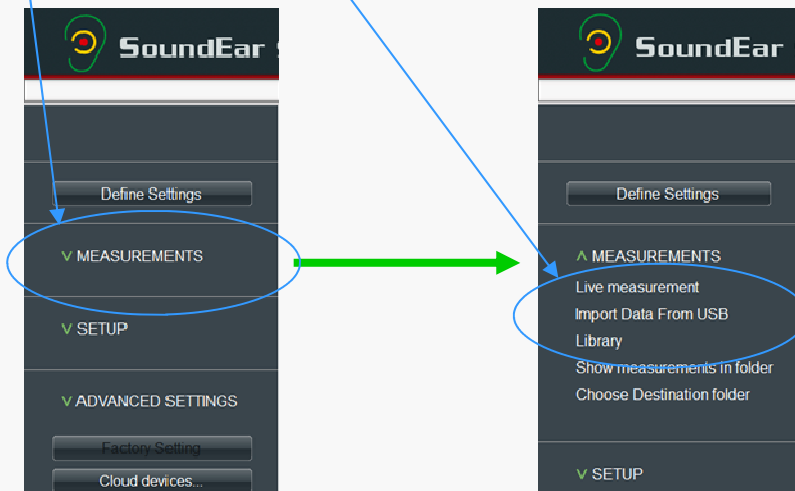 SoundEar
Define Settings
V MEASUREMENTS
V SETUP
V ADVANCED SETTINGS
Factory Setting
Cloud devices...
SoundEar
Define Settings
Λ MEASUREMENTS
Live measurement
Import Data From USB
Library
Show measurements in folder
Choose Destination folder
V SETUP